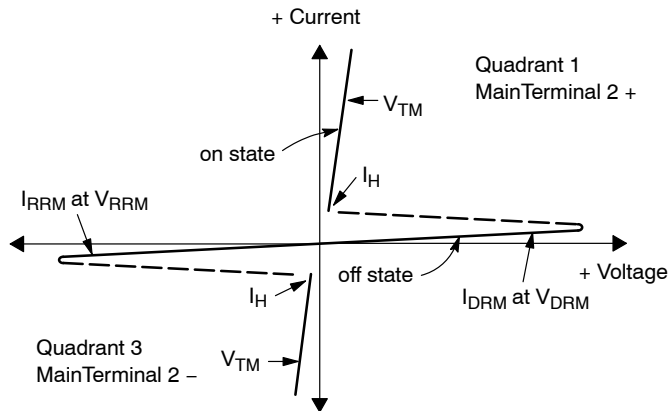 + Current
Quadrant 1
MainTerminal 2 +
VTM
on state
IH
IRRM at VRRM
+ Voltage
off state
IDRM at VDRM
IH
VTM
Quadrant 3
MainTerminal 2 −